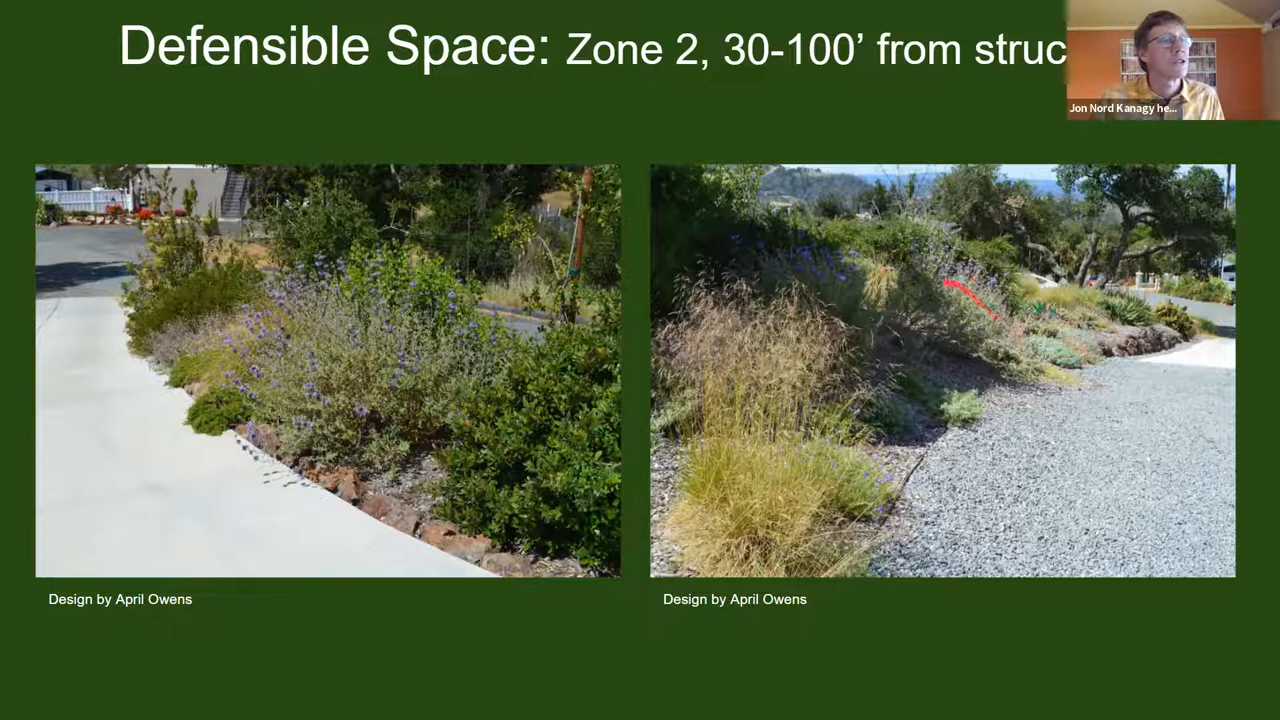 Defensible Space: Zone 2, 30-100’ from struc
Jon Nord Kanagy he...
Design by April Owens
Design by April Owens